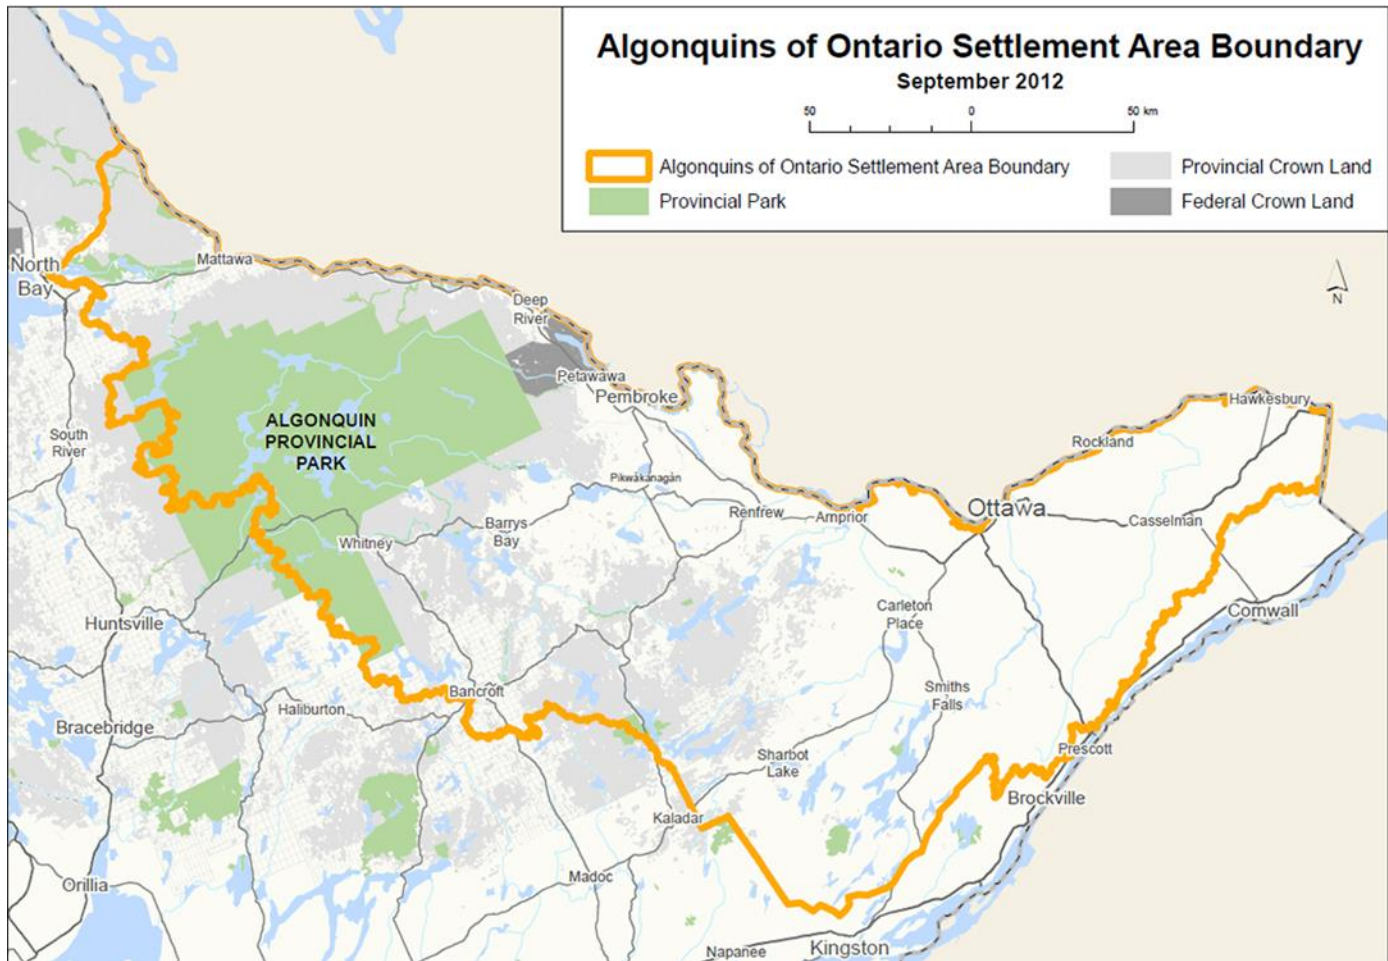 Algonquins of Ontario Settlement Area Boundary
September 2012
50 0 50 km
Algonquins of Ontario Settlement Area Boundary
Provincial Crown Land
Provincial Park
Federal Crown Land
N
North
Bay
Mattawa
Deep
River
Petawawa
Pembroke
Hawkesbury
Rockland
ALGONQUIN
PROVINCIAL
PARK
South
River
Pikwàkanagàn
Renfrew
Arnprior
Ottawa
Casselman
Barrys
Bay
Whitney
Huntsville
Carleton
Place
Cornwall
Smiths
Falls
Bancroft
Haliburton
Bracebridge
Sharbot
Lake
Prescott
Brockville
Kaladar
Orillia
Madoc
Napanee
Kingston